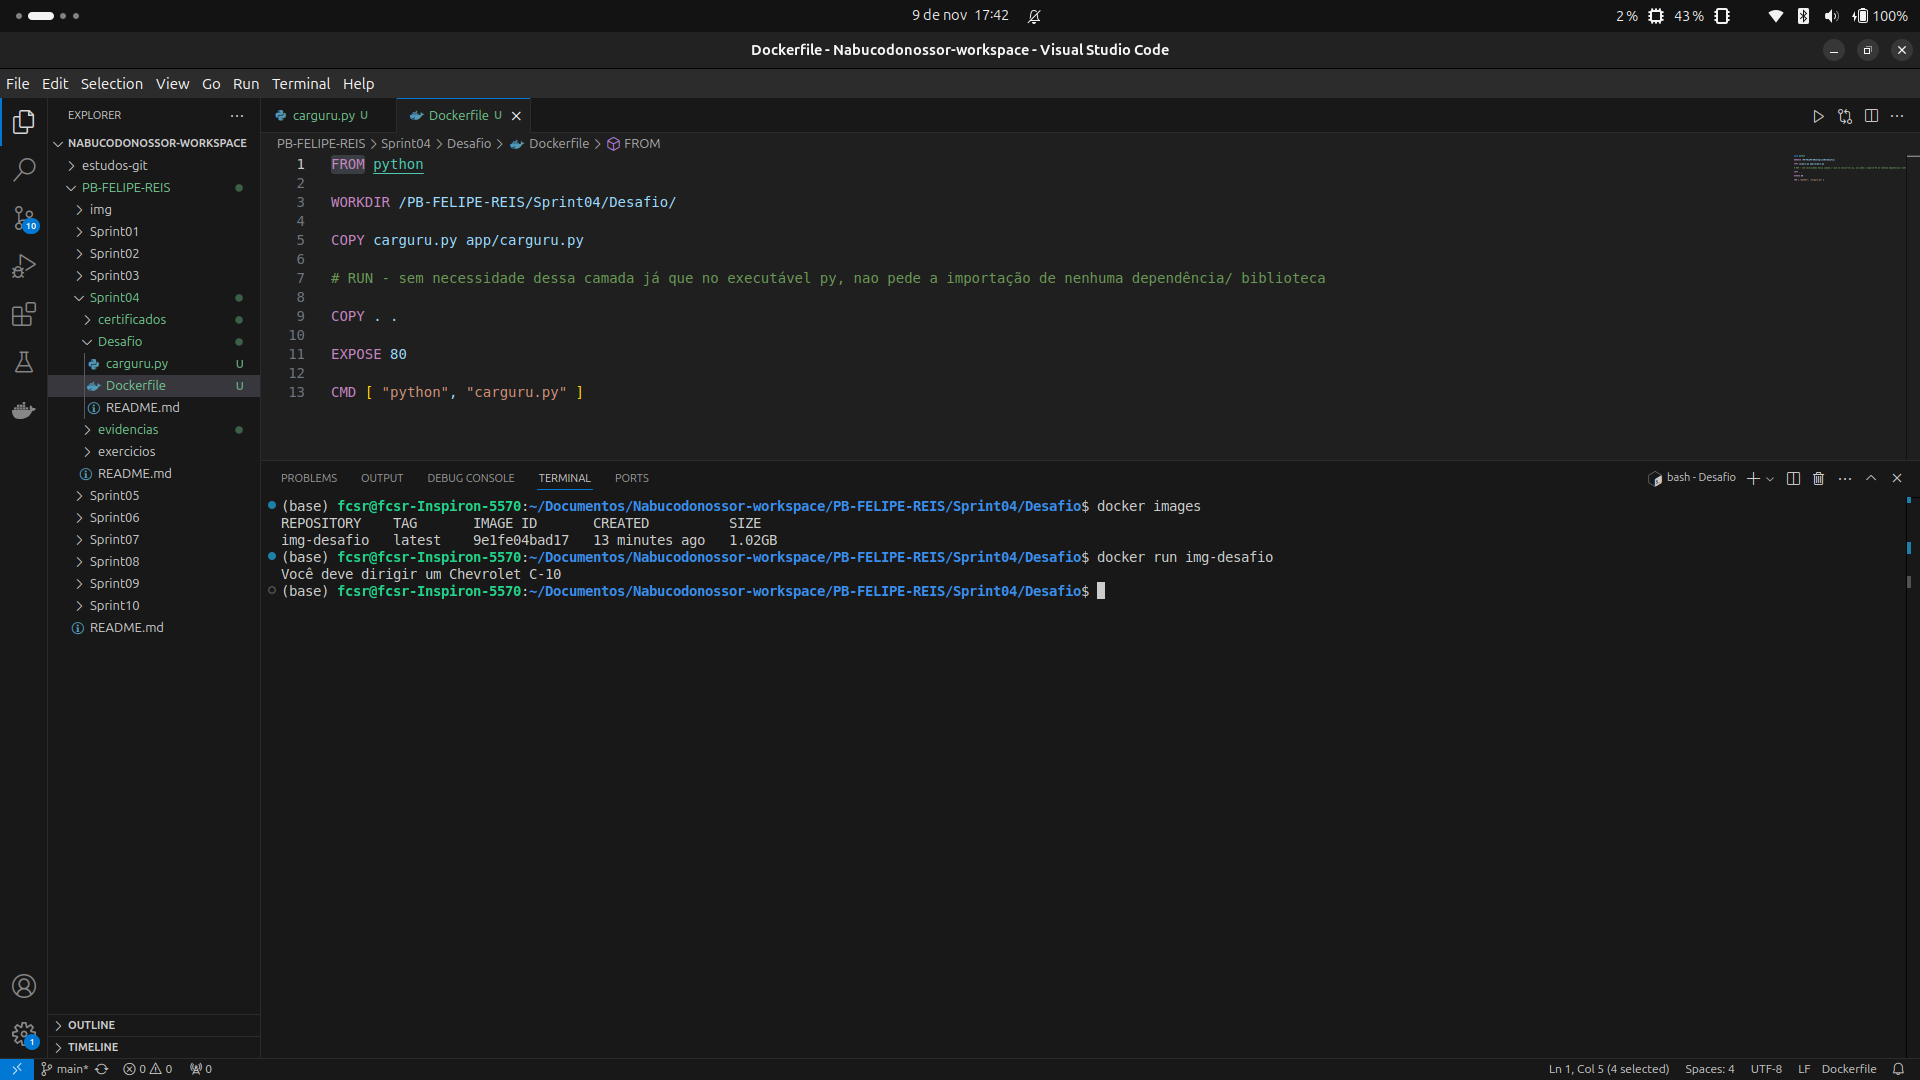 9 de nov 17:42
2 % 43 % 100%
Dockerfile - Nabucodonossor-workspace - Visual Studio Code
File Edit Selection View Go Run Terminal Help
EXPLORER
NABUCODONOSSOR-WORKSPACE
estudos-git
PB-FELIPE-REIS
img
Sprint01
Sprint02
Sprint03
Sprint04
certificados
Desafio
carguru.py U
Dockerfile U
README.md
evidencias
exercicios
README.md
Sprint05
Sprint06
Sprint07
Sprint08
Sprint09
Sprint10
README.md
OUTLINE
TIMELINE
10
1
carguru.py U Dockerfile U
PB-FELIPE-REIS > Sprint04 > Desafio > Dockerfile > FROM
1 FROM python
2
3 WORKDIR /PB-FELIPE-REIS/Sprint04/Desafio/
4
5 COPY carguru.py app/carguru.py
6
7 # RUN - sem necessidade dessa camada já que no executável py, nao pede a importação de nenhuma dependência/ biblioteca
8
9 COPY . .
10
11 EXPOSE 80
12
13 CMD [ "python", "carguru.py" ]
PROBLEMS OUTPUT DEBUG CONSOLE TERMINAL PORTS
bash - Desafio
(base) fcsr@fcsr-Inspiron-5570:~/Documentos/Nabucodonossor-workspace/PB-FELIPE-REIS/Sprint04/Desafio$ docker images
REPOSITORY TAG IMAGE ID CREATED SIZE
img-desafio latest 9e1fe04bad17 13 minutes ago 1.02GB
(base) fcsr@fcsr-Inspiron-5570:~/Documentos/Nabucodonossor-workspace/PB-FELIPE-REIS/Sprint04/Desafio$ docker run img-desafio
Você deve dirigir um Chevrolet C-10
(base) fcsr@fcsr-Inspiron-5570:~/Documentos/Nabucodonossor-workspace/PB-FELIPE-REIS/Sprint04/Desafio$
main* 0 0 0
Ln 1, Col 5 (4 selected) Spaces: 4 UTF-8 LF Dockerfile